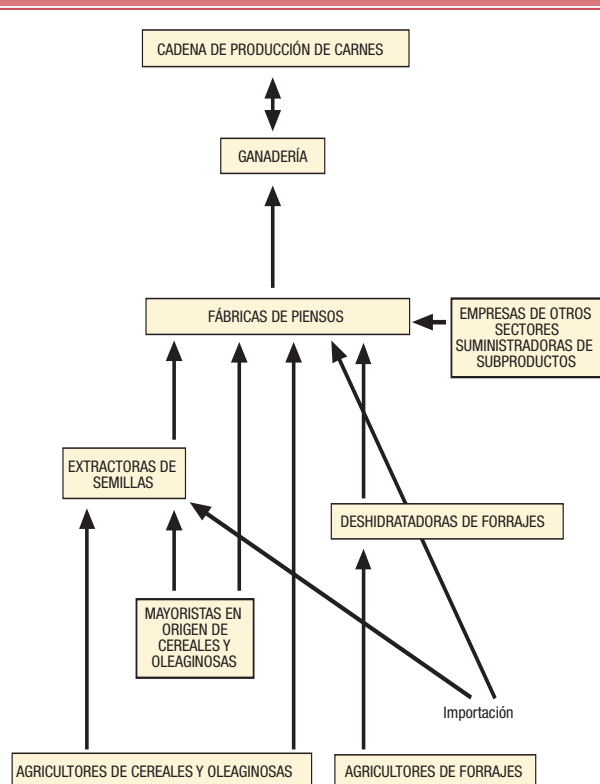 CADENA DE PRODUCCIÓN DE CARNES
GANADERÍA
FÁBRICAS DE PIENSOS
EMPRESAS DE OTROS
SECTORES
SUMINISTRADORAS DE
SUBPRODUCTOS
EXTRACTORAS DE
SEMILLAS
DESHIDRATADORAS DE FORRAJES
MAYORISTAS EN
ORIGEN DE
CEREALES Y
OLEAGINOSAS
Importación
AGRICULTORES DE CEREALES Y OLEAGINOSAS
AGRICULTORES DE FORRAJES